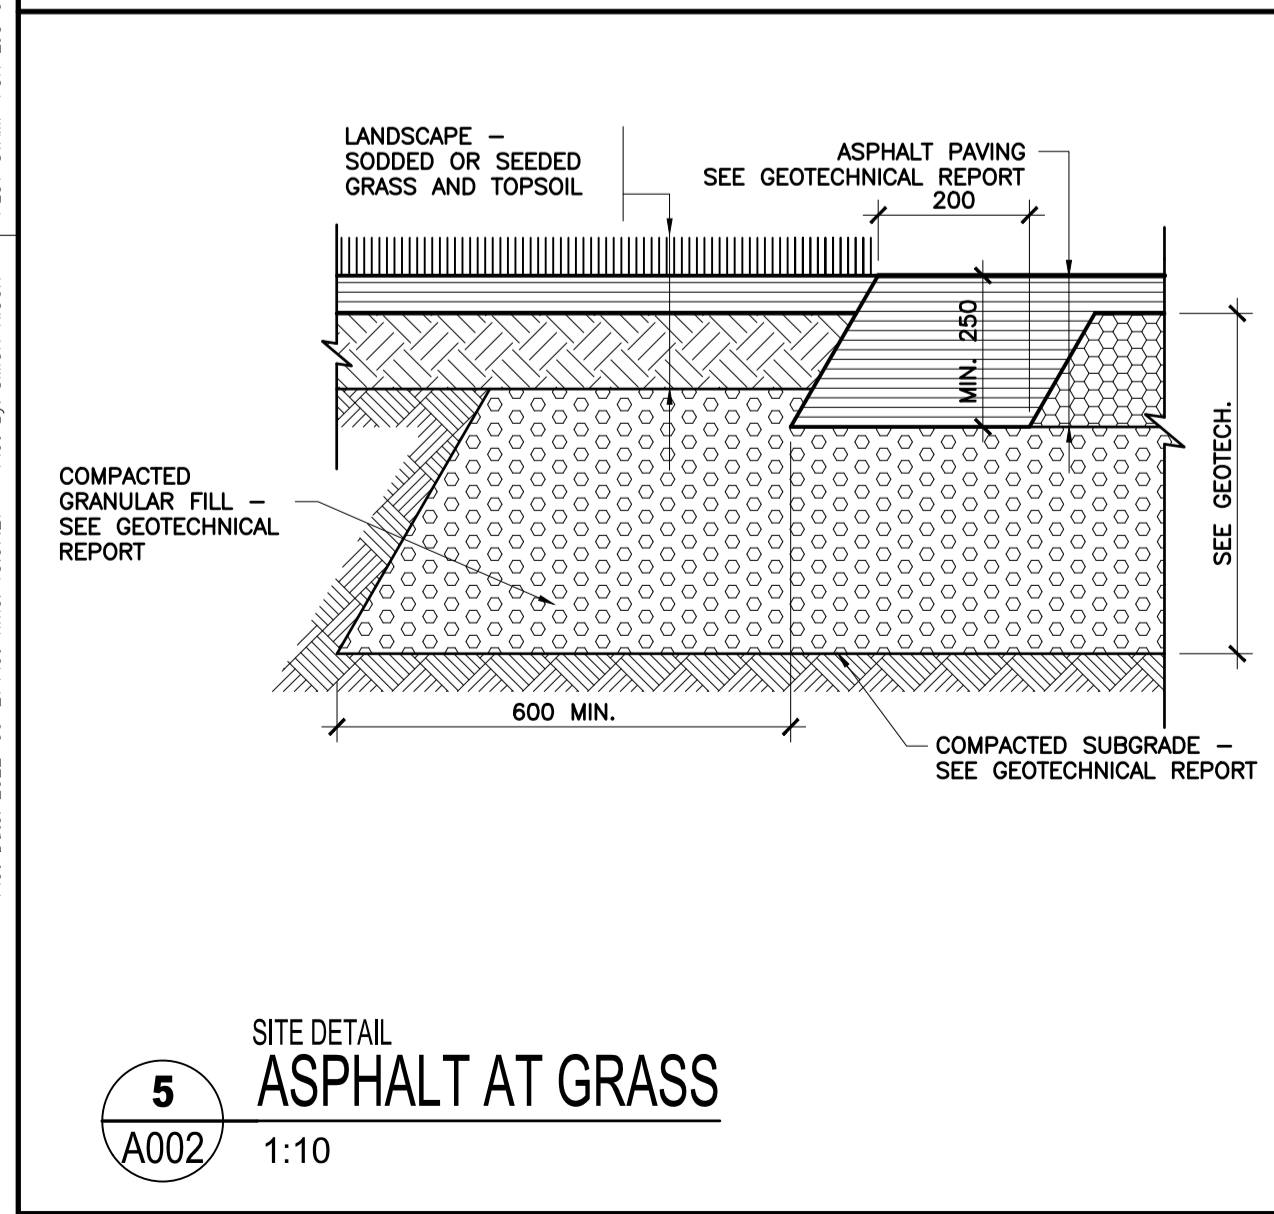 LANDSCAPE –
SODDED OR SEEDED
GRASS AND TOPSOIL
ASPHALT PAVING
SEE GEOTECHNICAL REPORT
200
MIN. 250
SEE GEOTECH.
COMPACTED
GRANULAR FILL –
SEE GEOTECHNICAL
REPORT
600 MIN.
COMPACTED SUBGRADE –
SEE GEOTECHNICAL REPORT
SITE DETAIL
5
ASPHALT AT GRASS
A002
1:10